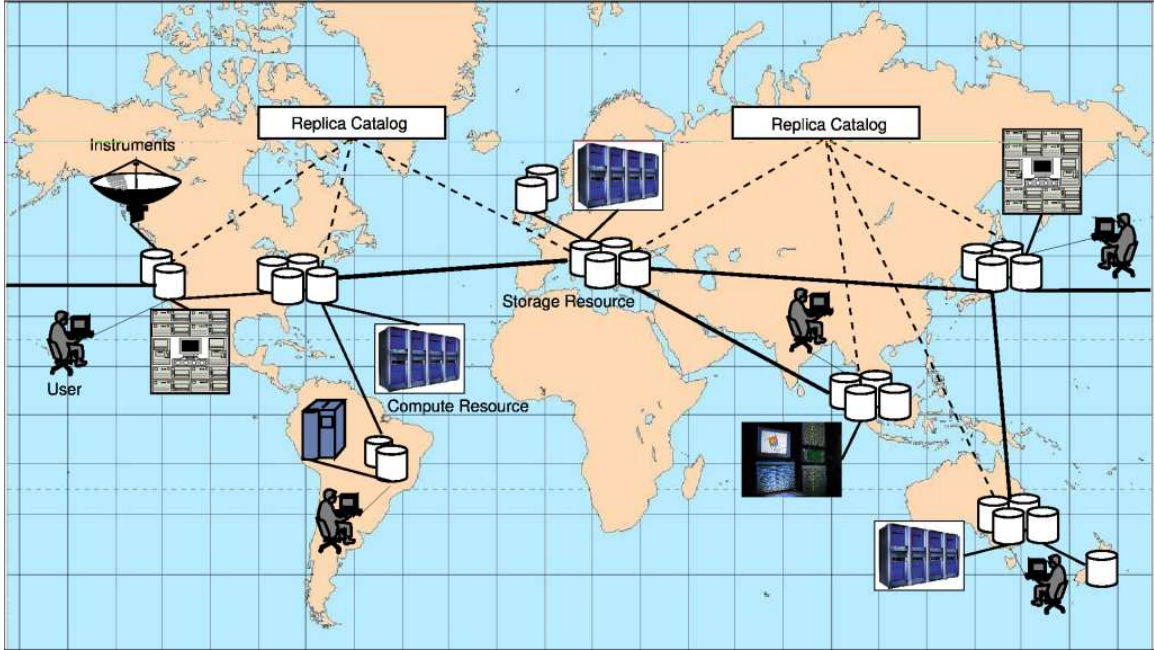 Replica Catalog
Replica Catalog
Instruments
Storage Resource
User
Compute Resource